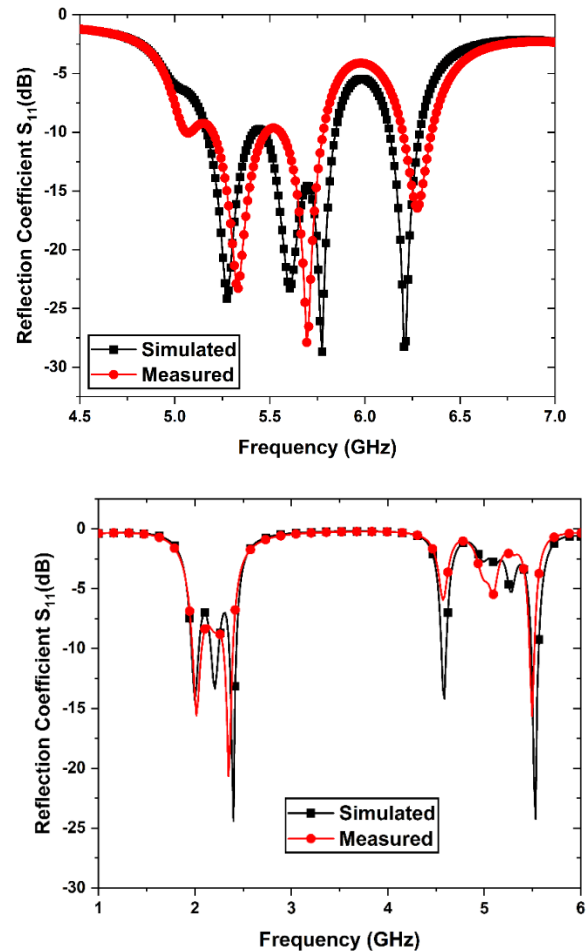 0
-5
-10
-15
-20
-25
-30
Reflection Coefficient S11(dB)
Simulated
Measured
4.5 5.0 5.5 6.0 6.5 7.0
Frequency (GHz)
0
-5
-10
-15
-20
-25
-30
Reflection Coefficient S11(dB)
Simulated
Measured
1 2 3 4 5 6
Frequency (GHz)